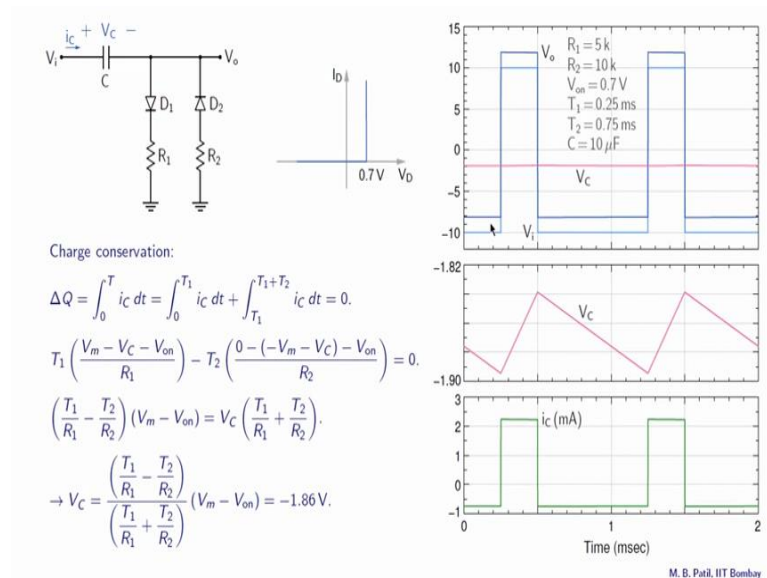 i_C + V_C −
V_i
V_o
C
D_1
D_2
R_1
R_2
I_D
0.7 V V_D
Charge conservation:
ΔQ = ∫_0^T i_C dt = ∫_0^{T_1} i_C dt + ∫_{T_1}^{T_1+T_2} i_C dt = 0.
T_1 ((V_m − V_C − V_on)/R_1) − T_2 ((0 − (−V_m − V_C) − V_on)/R_2) = 0.
(T_1/R_1 − T_2/R_2) (V_m − V_on) = V_C (T_1/R_1 + T_2/R_2).
→ V_C = ((T_1/R_1 − T_2/R_2)/(T_1/R_1 + T_2/R_2)) (V_m − V_on) = −1.86 V.
15
10
5
0
−5
−10
V_o
R_1 = 5 k
R_2 = 10 k
V_on = 0.7 V
T_1 = 0.25 ms
T_2 = 0.75 ms
C = 10 μF
V_C
V_i
−1.82
V_C
−1.90
3
2
1
0
−1
i_C (mA)
0 1 2
Time (msec)
M. B. Patil, IIT Bombay